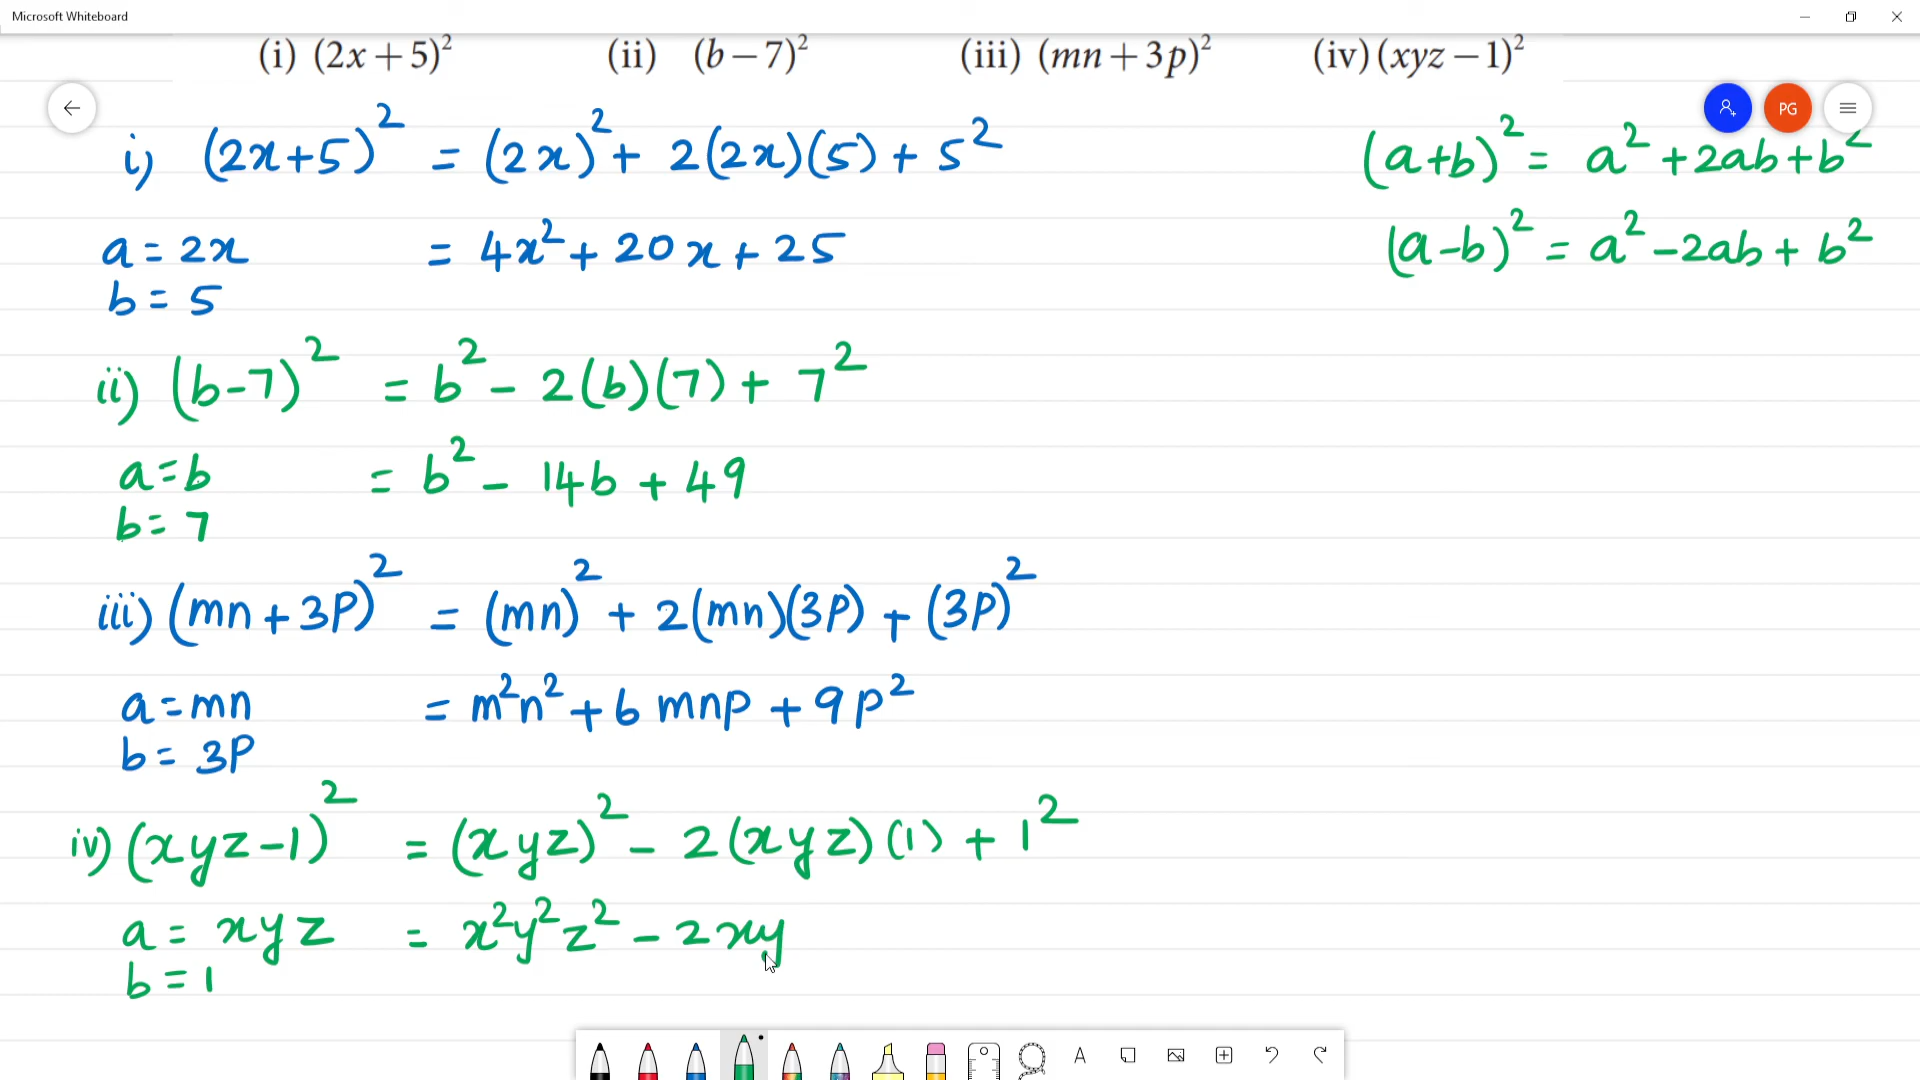 Microsoft Whiteboard
(i) (2x+5)² (ii) (b−7)² (iii) (mn+3p)² (iv) (xyz−1)²
PG
i) (2x+5)² = (2x)² + 2(2x)(5) + 5²
(a+b)² = a² + 2ab + b²
a = 2x = 4x² + 20x + 25
(a-b)² = a² - 2ab + b²
b = 5
ii) (b-7)² = b² - 2(b)(7) + 7²
a = b = b² - 14b + 49
b = 7
iii) (mn+3P)² = (mn)² + 2(mn)(3P) + (3P)²
a = mn = m²n² + 6 mnp + 9p²
b = 3P
iv) (xyz-1)² = (xyz)² - 2(xyz)(1) + 1²
a = xyz = x²y²z² - 2xy
b = 1
A